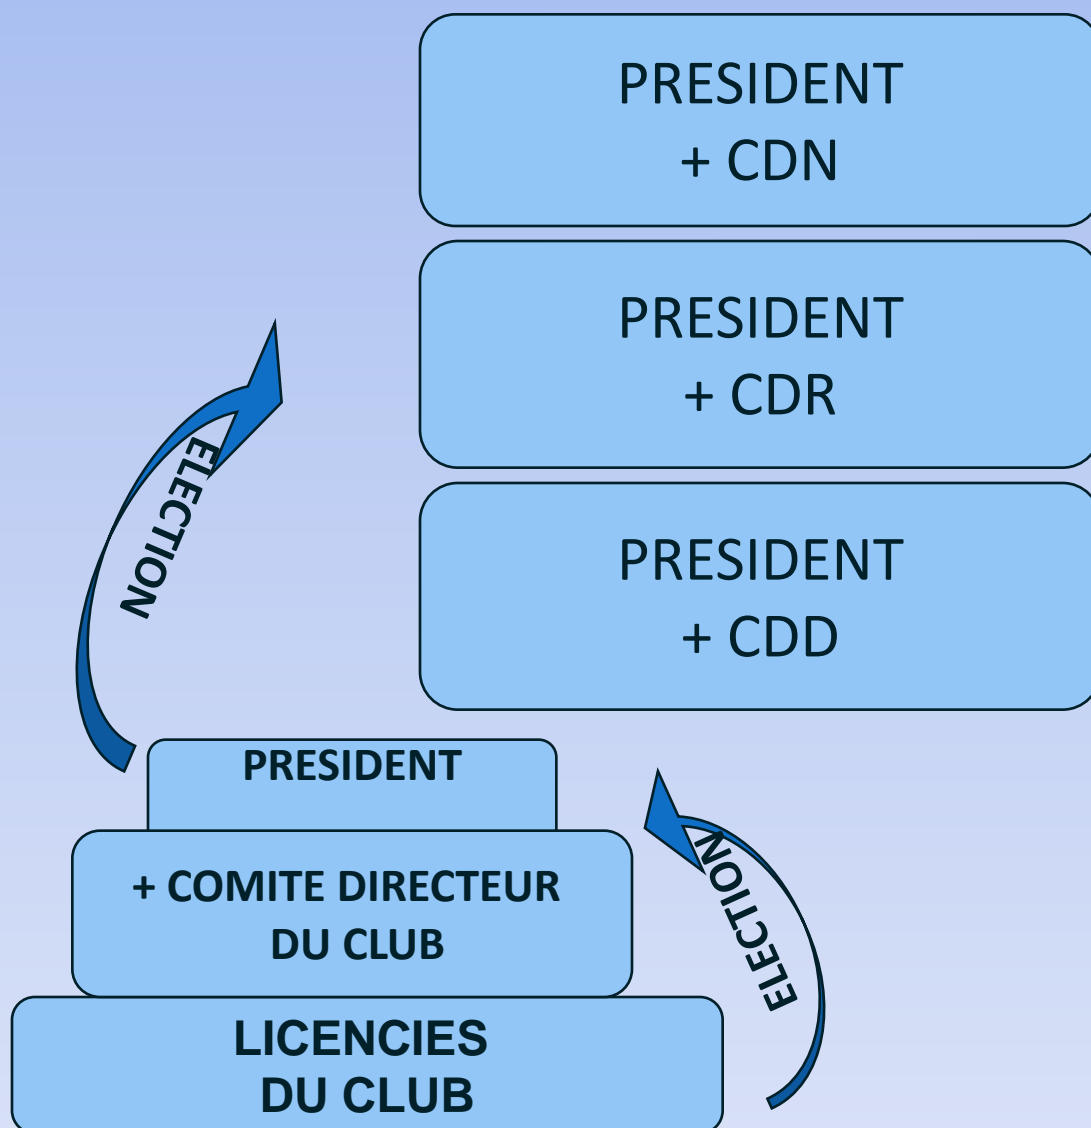 PRESIDENT
+ CDN
PRESIDENT
+ CDR
ELECTION
PRESIDENT
+ CDD
PRESIDENT
+ COMITE DIRECTEUR
DU CLUB
ELECTION
LICENCIES
DU CLUB